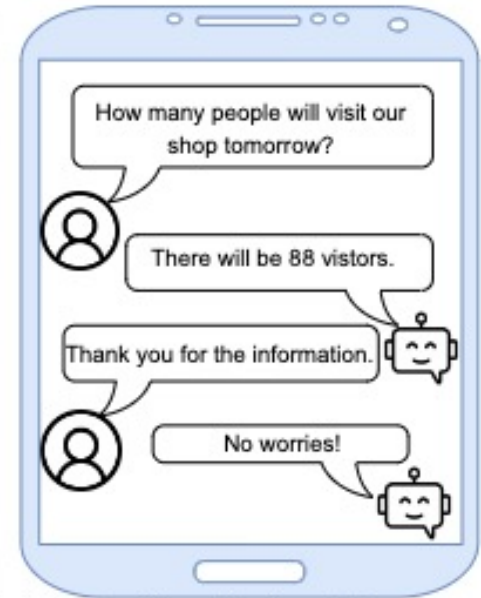 How many people will visit our
shop tomorrow?
There will be 88 vistors.
Thank you for the information.
No worries!